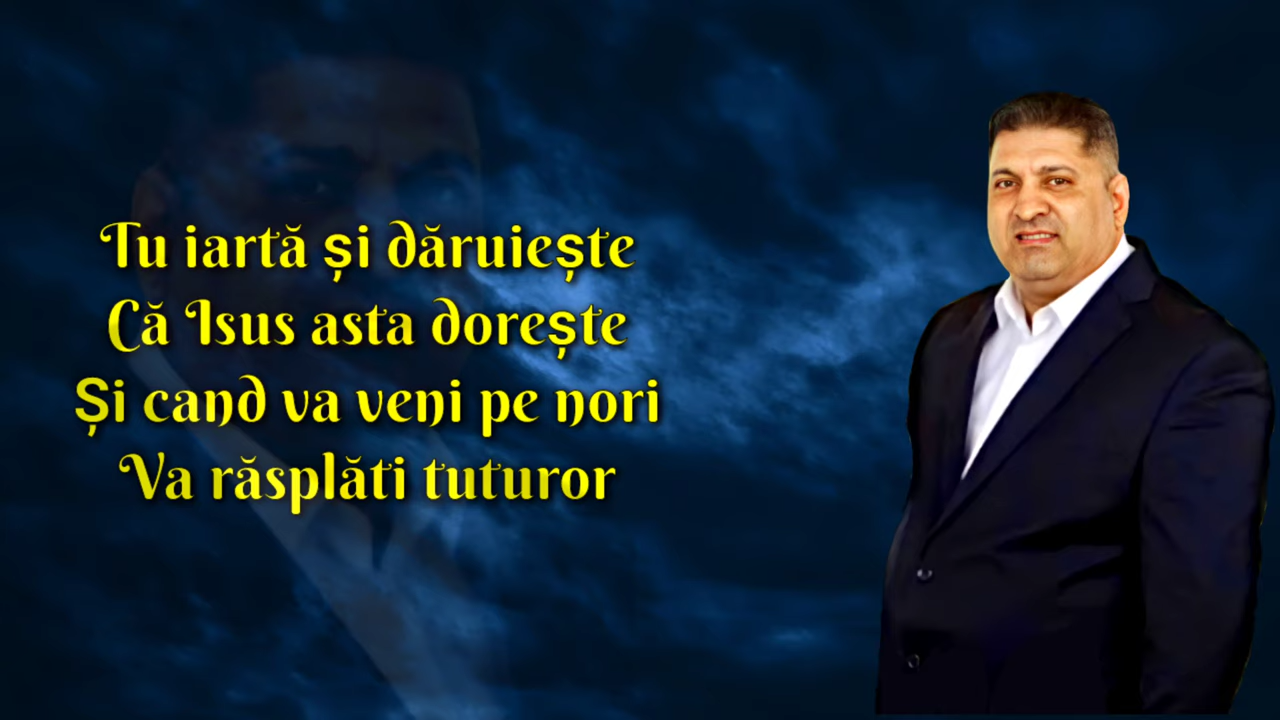 Tu iartă și dăruiește
Că Isus asta dorește
Și cand va veni pe nori
Va răsplăti tuturor